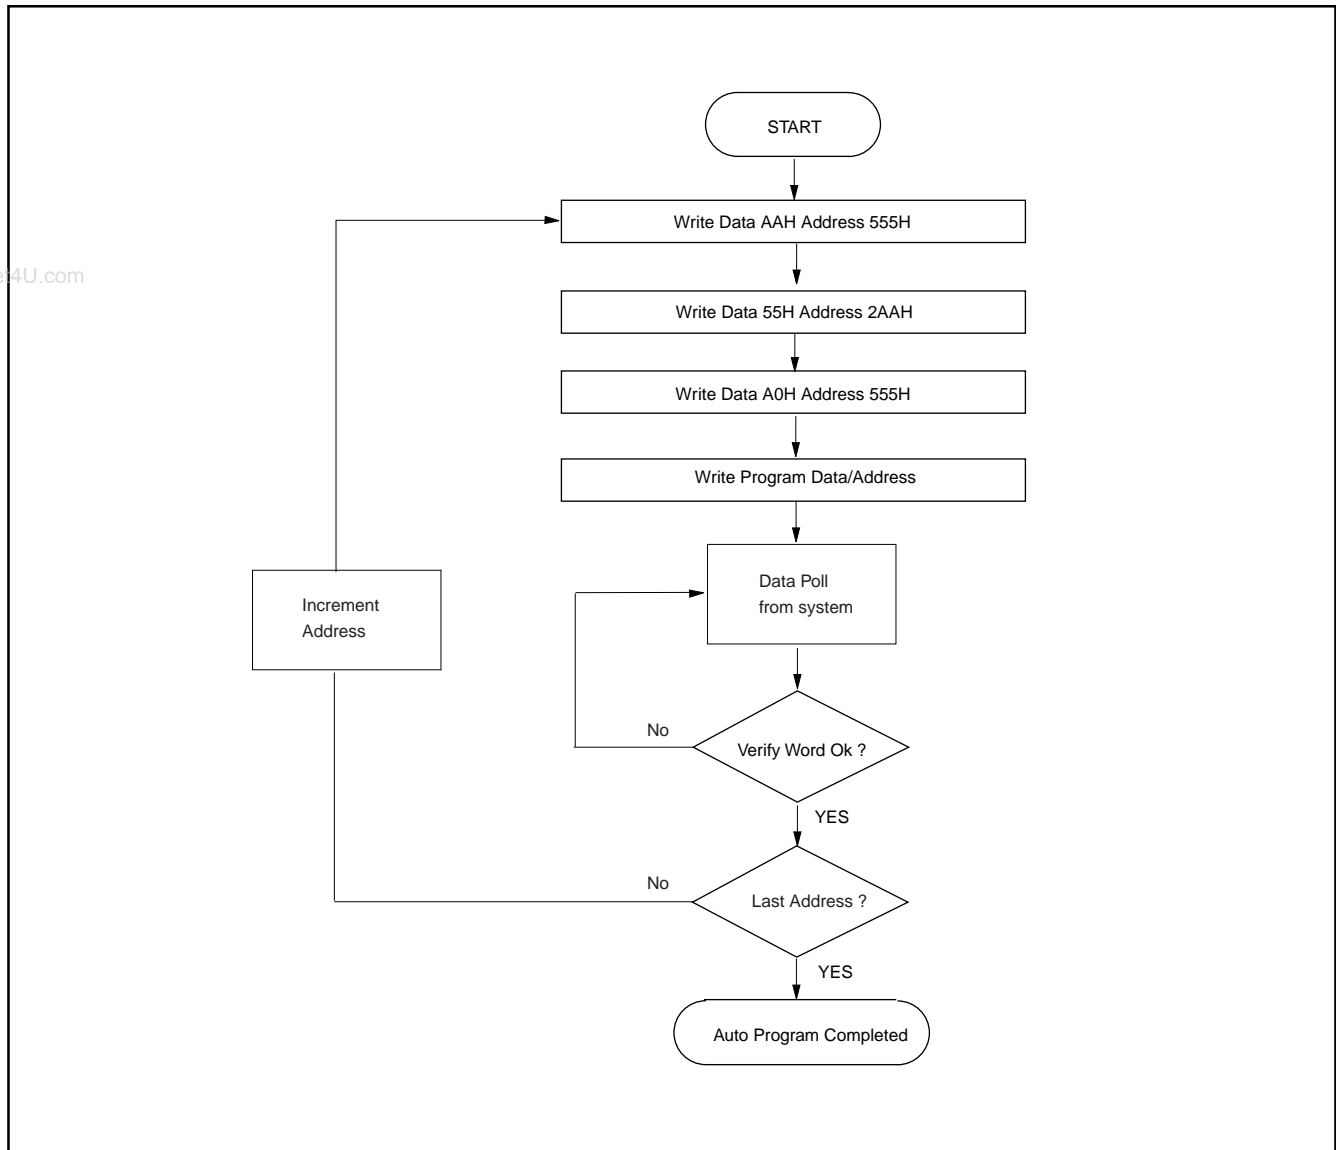 START
Write Data AAH Address 555H
et4U.com
Write Data 55H Address 2AAH
Write Data A0H Address 555H
Write Program Data/Address
Data Poll
from system
Increment
Address
No
Verify Word Ok ?
YES
No
Last Address ?
YES
Auto Program Completed